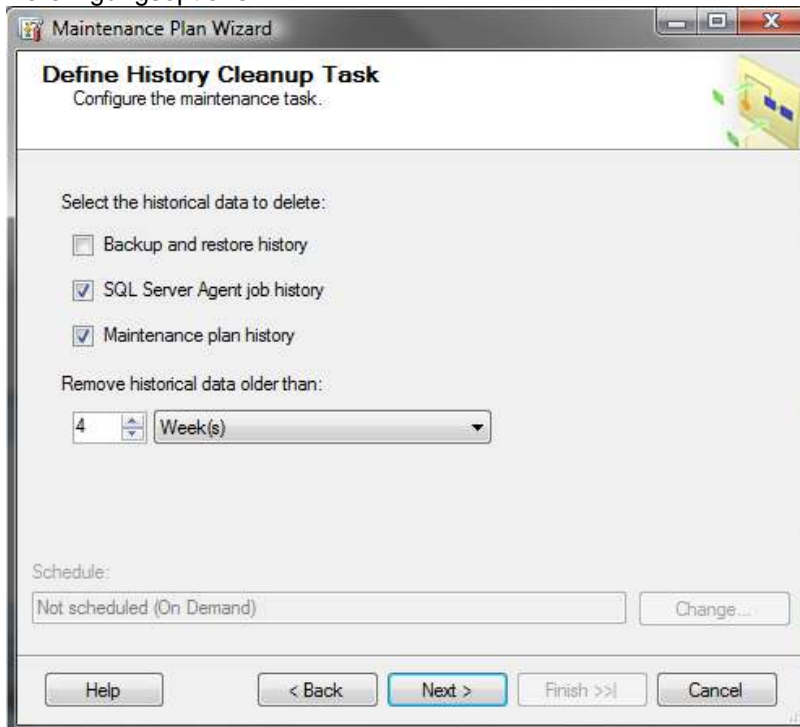 Maintenance Plan Wizard
Define History Cleanup Task
Configure the maintenance task.
Select the historical data to delete:
Backup and restore history
SQL Server Agent job history
Maintenance plan history
Remove historical data older than:
4 Week(s)
Schedule:
Not scheduled (On Demand) Change...
Help < Back Next > Finish >>| Cancel